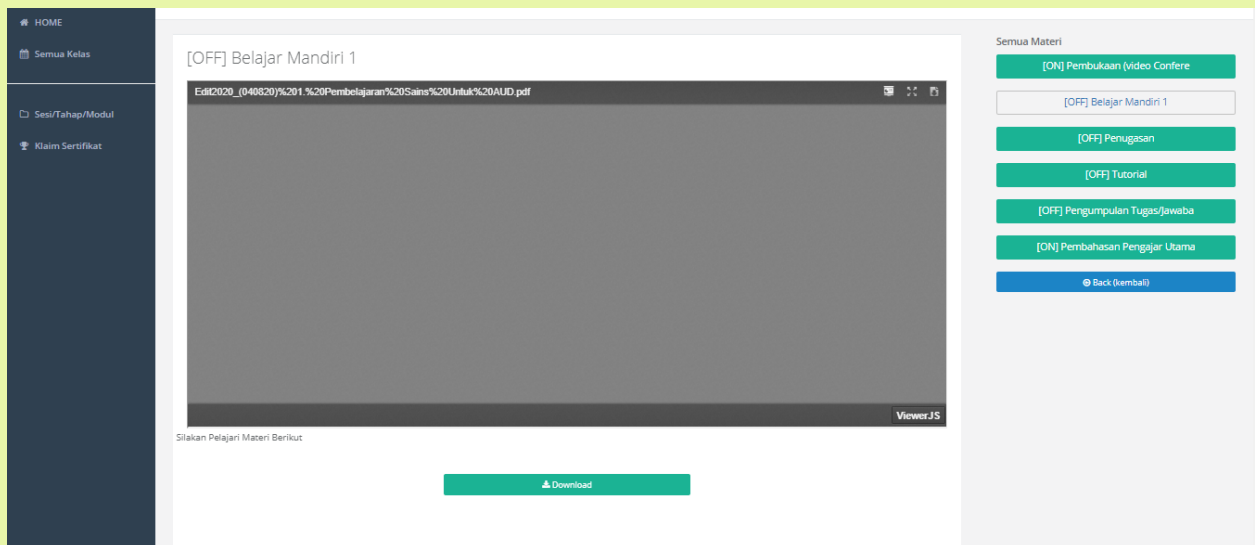 HOME
Semua Kelas
Sesi/Tahap/Modul
Klaim Sertifikat
[OFF] Belajar Mandiri 1
Edit2020_(040820)%201.%20Pembelajaran%20Sains%20Untuk%20AUD.pdf
ViewerJS
Silakan Pelajari Materi Berikut
Download
Semua Materi
[ON] Pembukaan (video Confere
[OFF] Belajar Mandiri 1
[OFF] Penugasan
[OFF] Tutorial
[OFF] Pengumpulan Tugas/Jawaba
[ON] Pembahasan Pengajar Utama
Back (kembali)